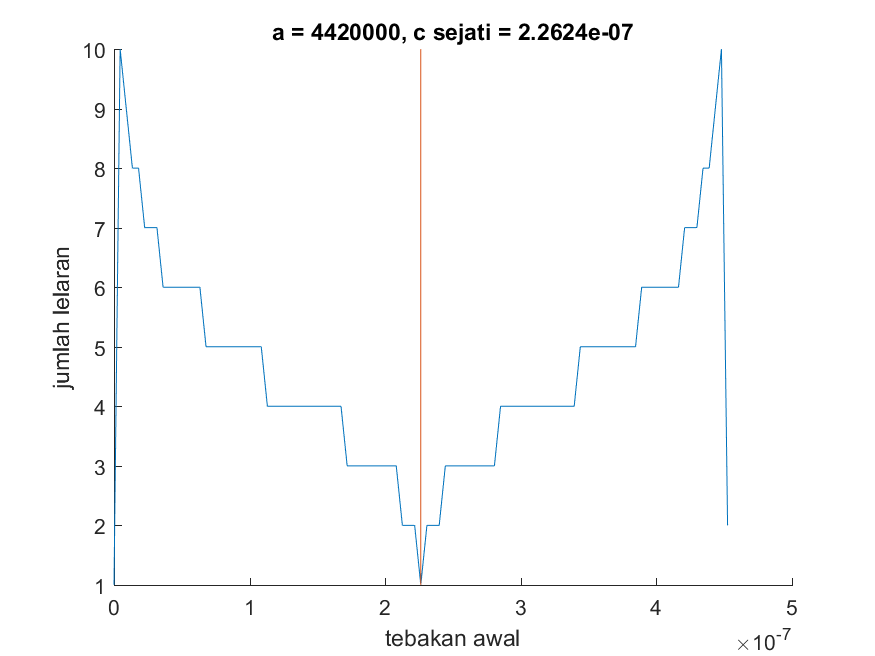 a = 4420000, c sejati = 2.2624e-07
10
9
8
7
6
5
4
3
2
1
jumlah lelaran
0 1 2 3 4 5
×10-7
tebakan awal